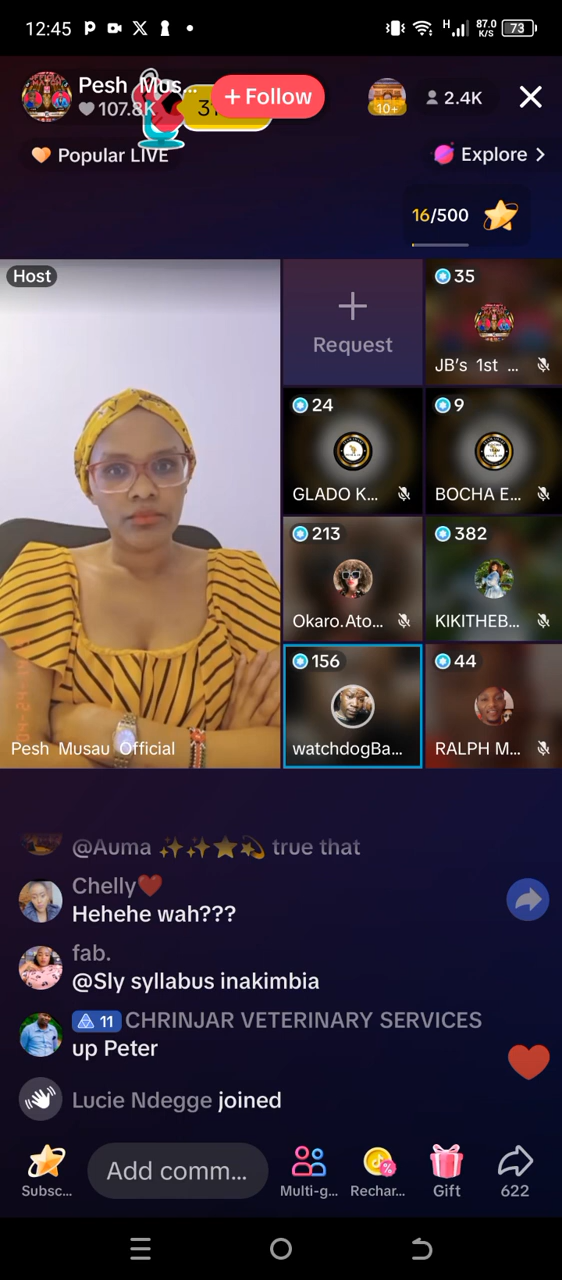 12:45
H 87.0 K/S 73
Pesh Mus...
107.8K
+ Follow
10+
2.4K
Popular LIVE
Explore >
16/500
Host
Request
35
JB's 1st ...
24
GLADO K...
9
BOCHA E...
213
Okaro.Ato...
382
KIKITHEB...
156
watchdogBa...
44
RALPH M...
Pesh Musau Official
@Auma ✨✨⭐💫 true that
Chelly❤️
Hehehe wah???
fab.
@Sly syllabus inakimbia
11 CHRINJAR VETERINARY SERVICES
up Peter
Lucie Ndegge joined
Add comm...
Subsc...
Multi-g...
Rechar...
Gift
622